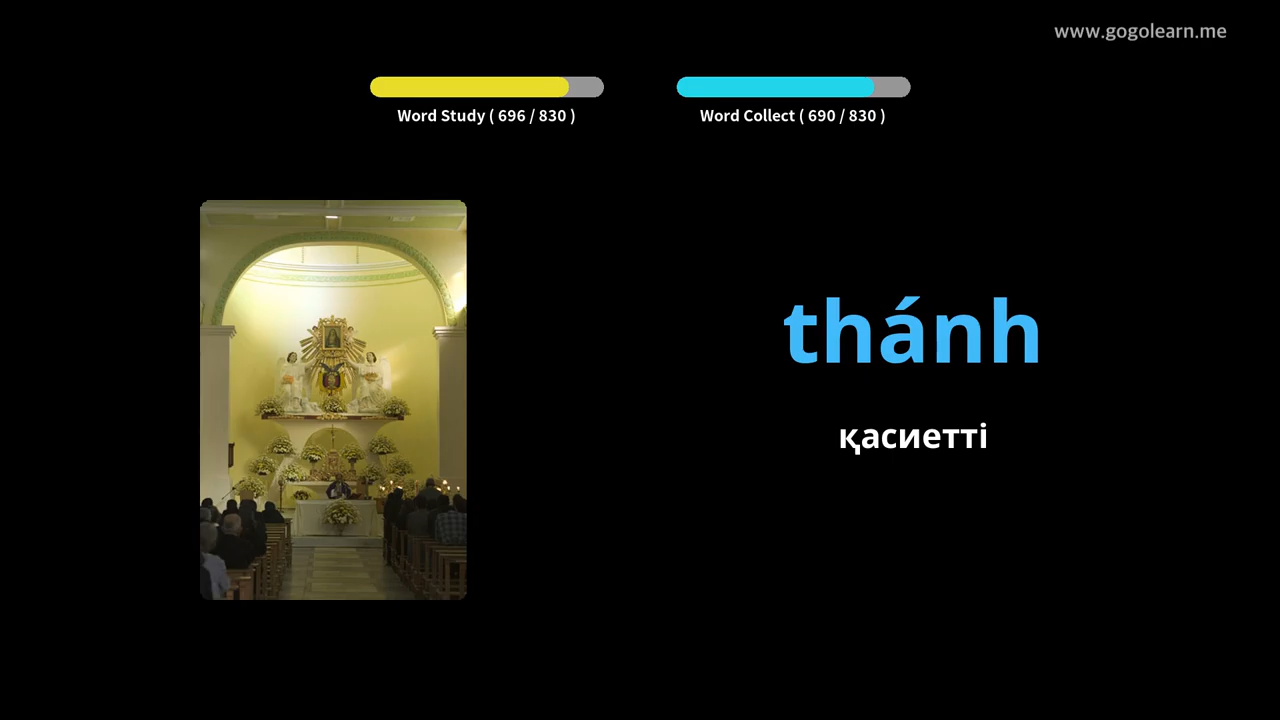 www.gogolearn.me
Word Study ( 696 / 830 )
Word Collect ( 690 / 830 )
thánh
қасиетті